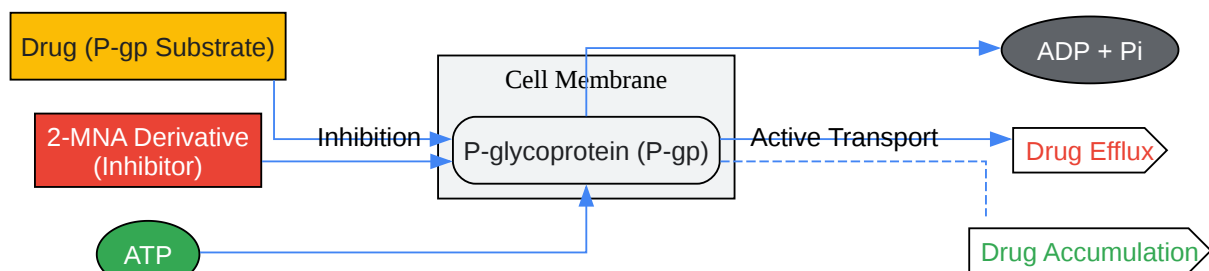 Drug (P-gp Substrate)
ADP + Pi
Cell Membrane
2-MNA Derivative
(Inhibitor)
Inhibition
P-glycoprotein (P-gp)
Active Transport
Drug Efflux
ATP
Drug Accumulation